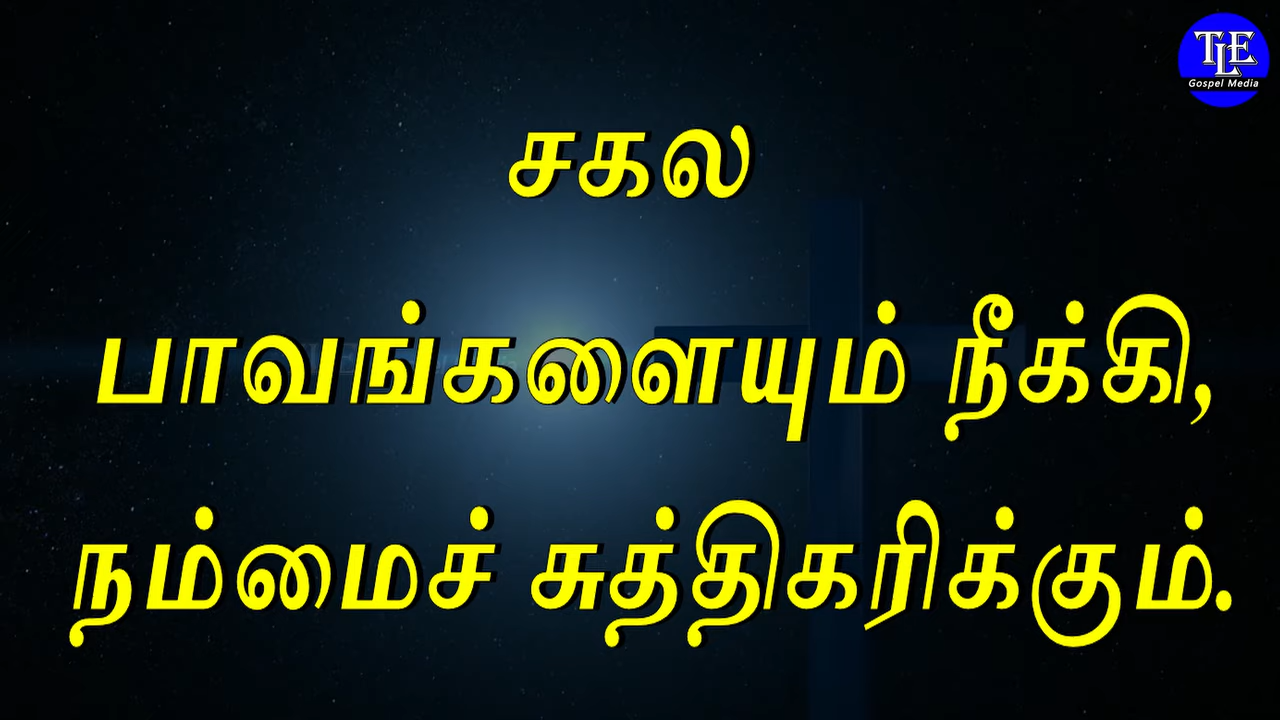 TLE
Gospel Media
சகல
பாவங்களையும் நீக்கி,
நம்மைச் சுத்திகரிக்கும்.